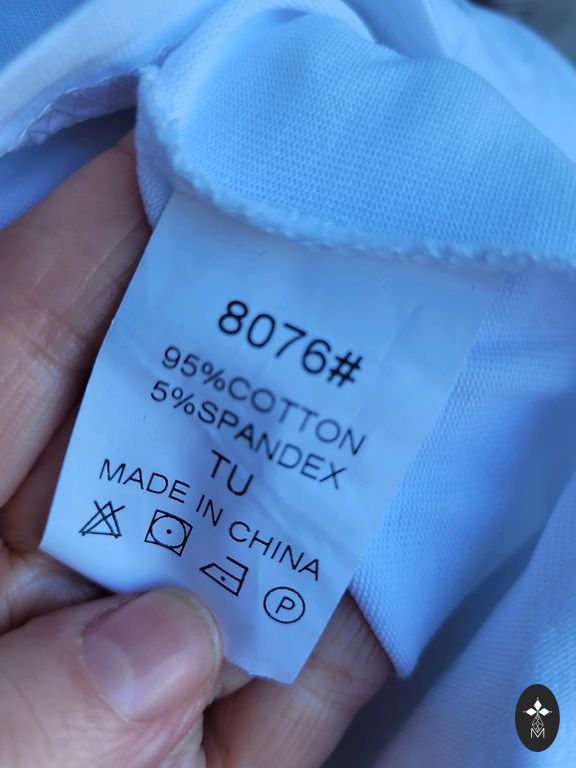 8076#
95%COTTON
5%SPANDEX
TU
MADE IN CHINA
P
M